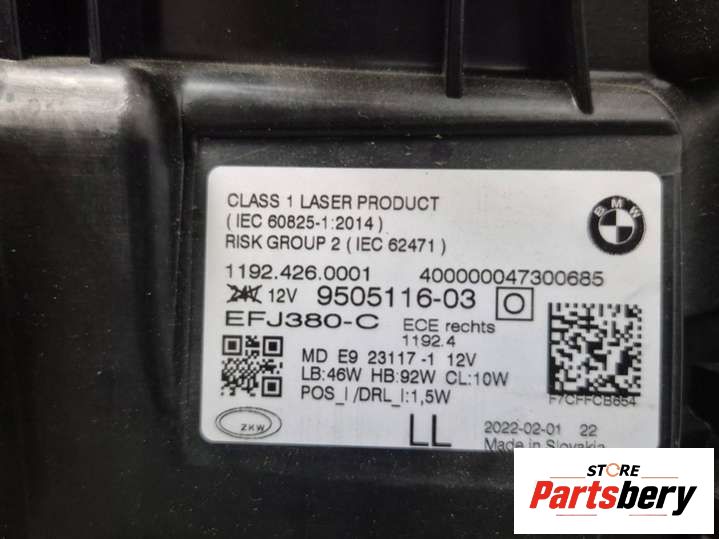 CLASS 1 LASER PRODUCT
( IEC 60825-1:2014 )
RISK GROUP 2 ( IEC 62471 )
BMW
1192.426.0001 400000047300685
24V 12V 9505116-03 O
EFJ380-C ECE rechts
1192.4
MD E9 23117 -1 12V
LB:46W HB:92W CL:10W
POS_I /DRL_I:1,5W
F7CFFCB654
ZKW
LL
2022-02-01 22
Made in Slovakia
STORE
Partsbery